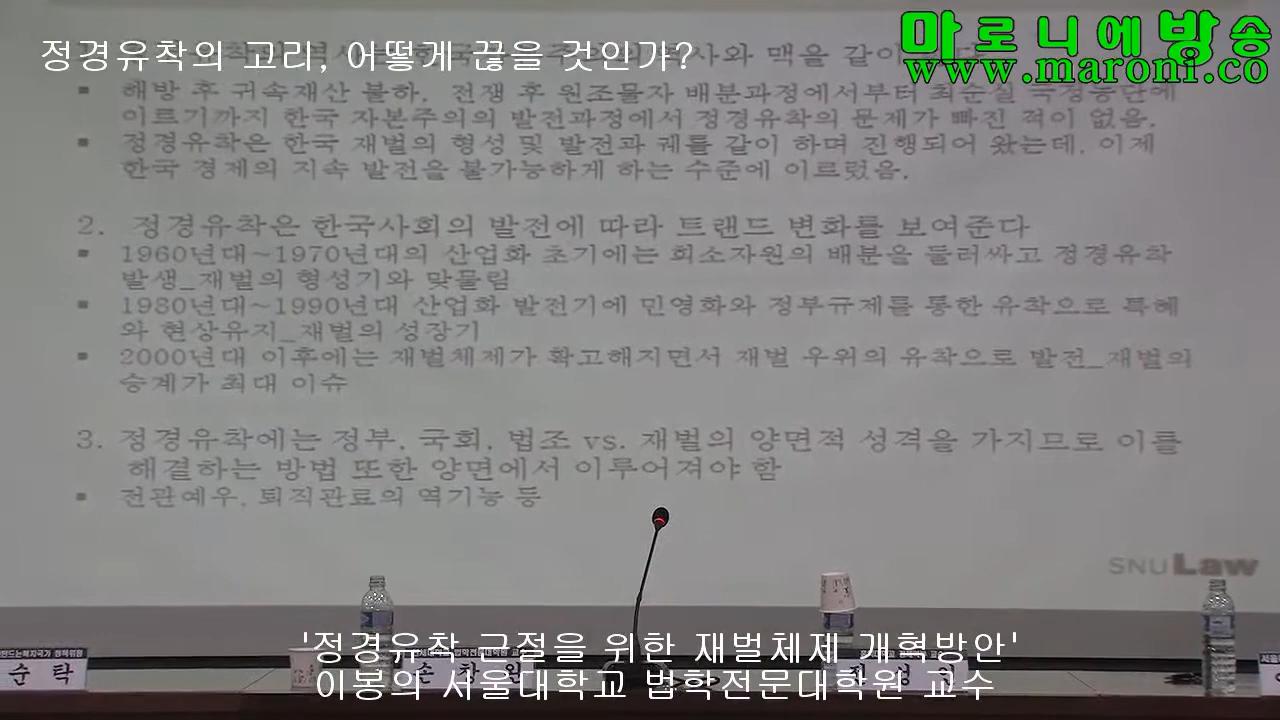 정경유착의 고리, 어떻게 끊을 것인가?
마로니에방송
www.maroni.co
해방 후 귀속재산 불하, 전쟁 후 원조물자 배분과정에서부터 최순실 국정농단에
이르기까지 한국 자본주의의 발전과정에서 정경유착의 문제가 빠진 적이 없음.
정경유착은 한국 재벌의 형성 및 발전과 궤를 같이 하며 진행되어 왔는데, 이제
한국 경제의 지속 발전을 불가능하게 하는 수준에 이르렀음.
2. 정경유착은 한국사회의 발전에 따라 트랜드 변화를 보여준다
1960년대~1970년대의 산업화 초기에는 희소자원의 배분을 둘러싸고 정경유착
발생_재벌의 형성기와 맞물림
1980년대~1990년대 산업화 발전기에 민영화와 정부규제를 통한 유착으로 특혜
와 현상유지_재벌의 성장기
2000년대 이후에는 재벌체제가 확고해지면서 재벌 우위의 유착으로 발전_재벌의
승계가 최대 이슈
3. 정경유착에는 정부, 국회, 법조 vs. 재벌의 양면적 성격을 가지므로 이를
해결하는 방법 또한 양면에서 이루어져야 함
전관예우, 퇴직관료의 역기능 등
SNU Law
순 탁
손 창 완
'정경유착 근절을 위한 재벌체제 개혁방안'
이봉의 서울대학교 법학전문대학원 교수